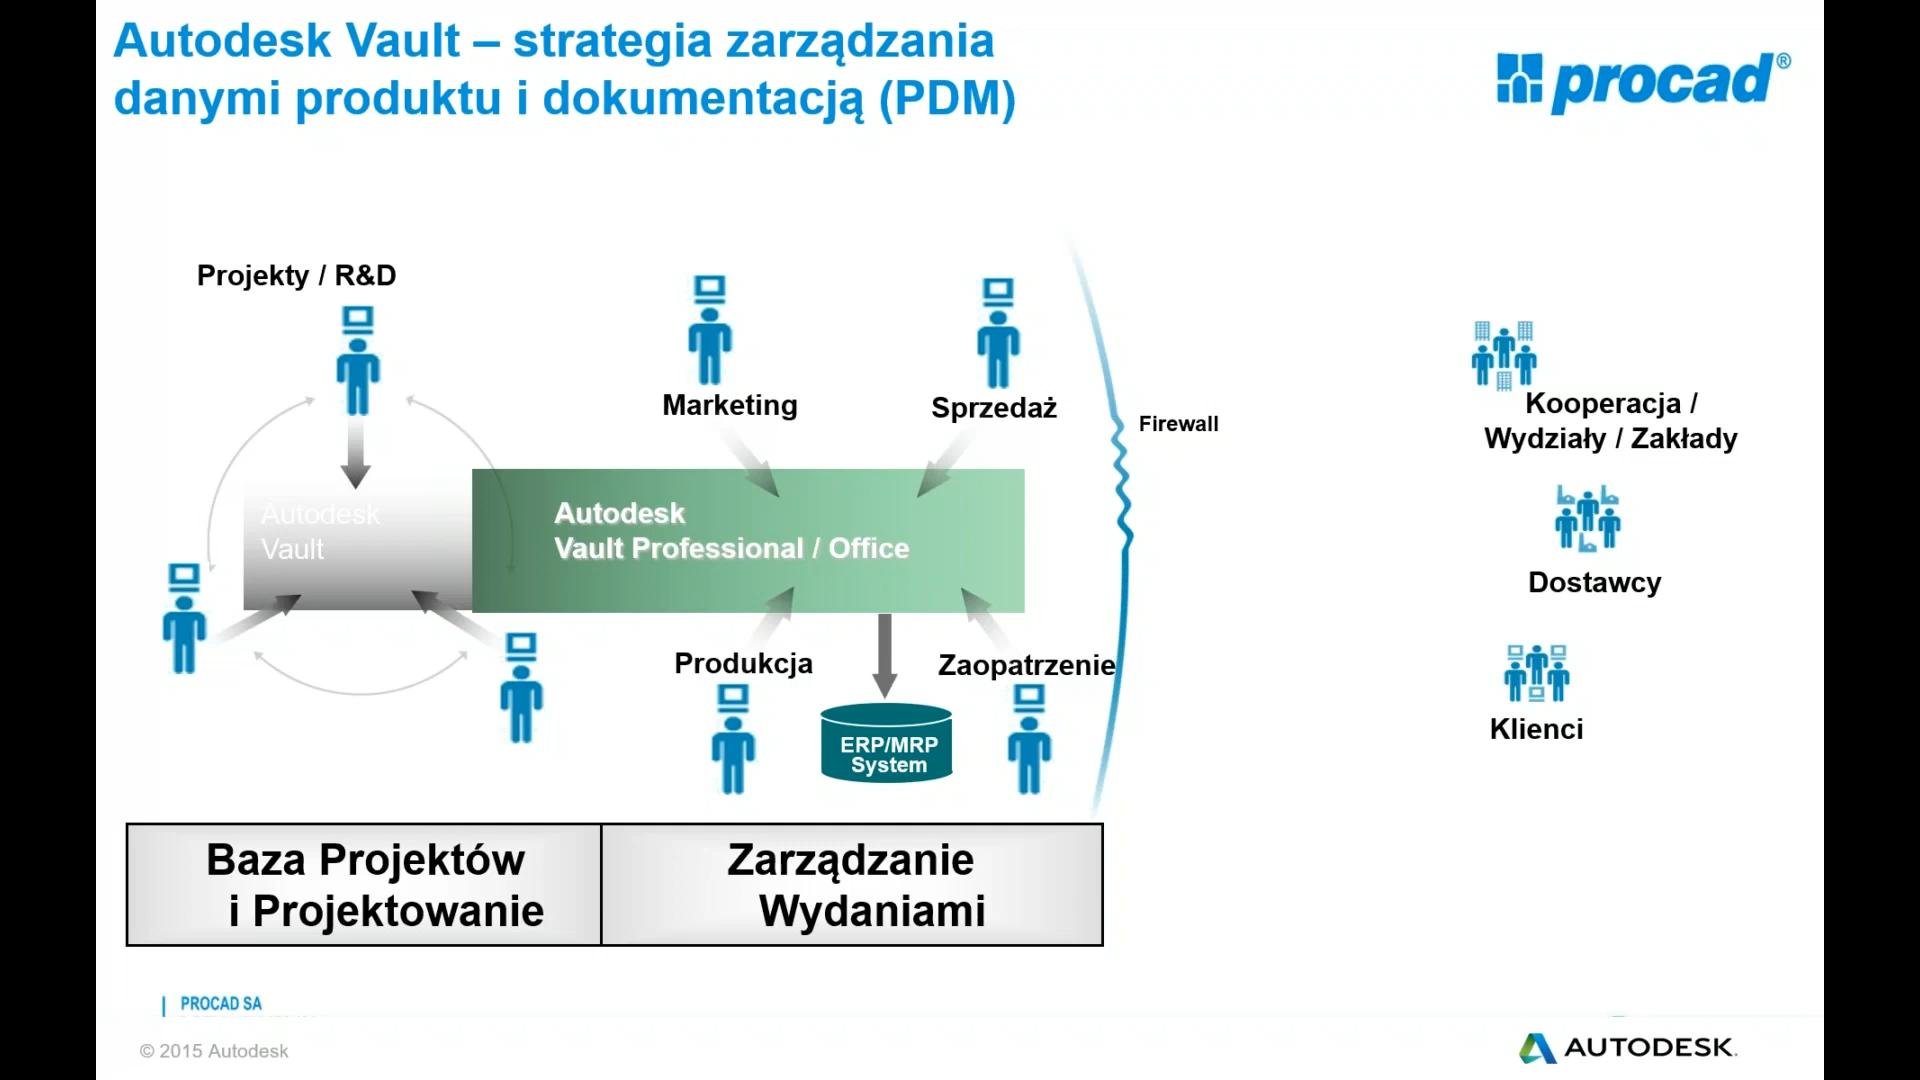 Autodesk Vault – strategia zarządzania
danymi produktu i dokumentacją (PDM)
procad®
Projekty / R&D
Marketing
Sprzedaż
Firewall
Kooperacja /
Wydziały / Zakłady
Autodesk
Vault
Autodesk
Vault Professional / Office
Dostawcy
Produkcja
Zaopatrzenie
ERP/MRP
System
Klienci
Baza Projektów
i Projektowanie
Zarządzanie
Wydaniami
PROCAD SA
© 2015 Autodesk
AUTODESK.